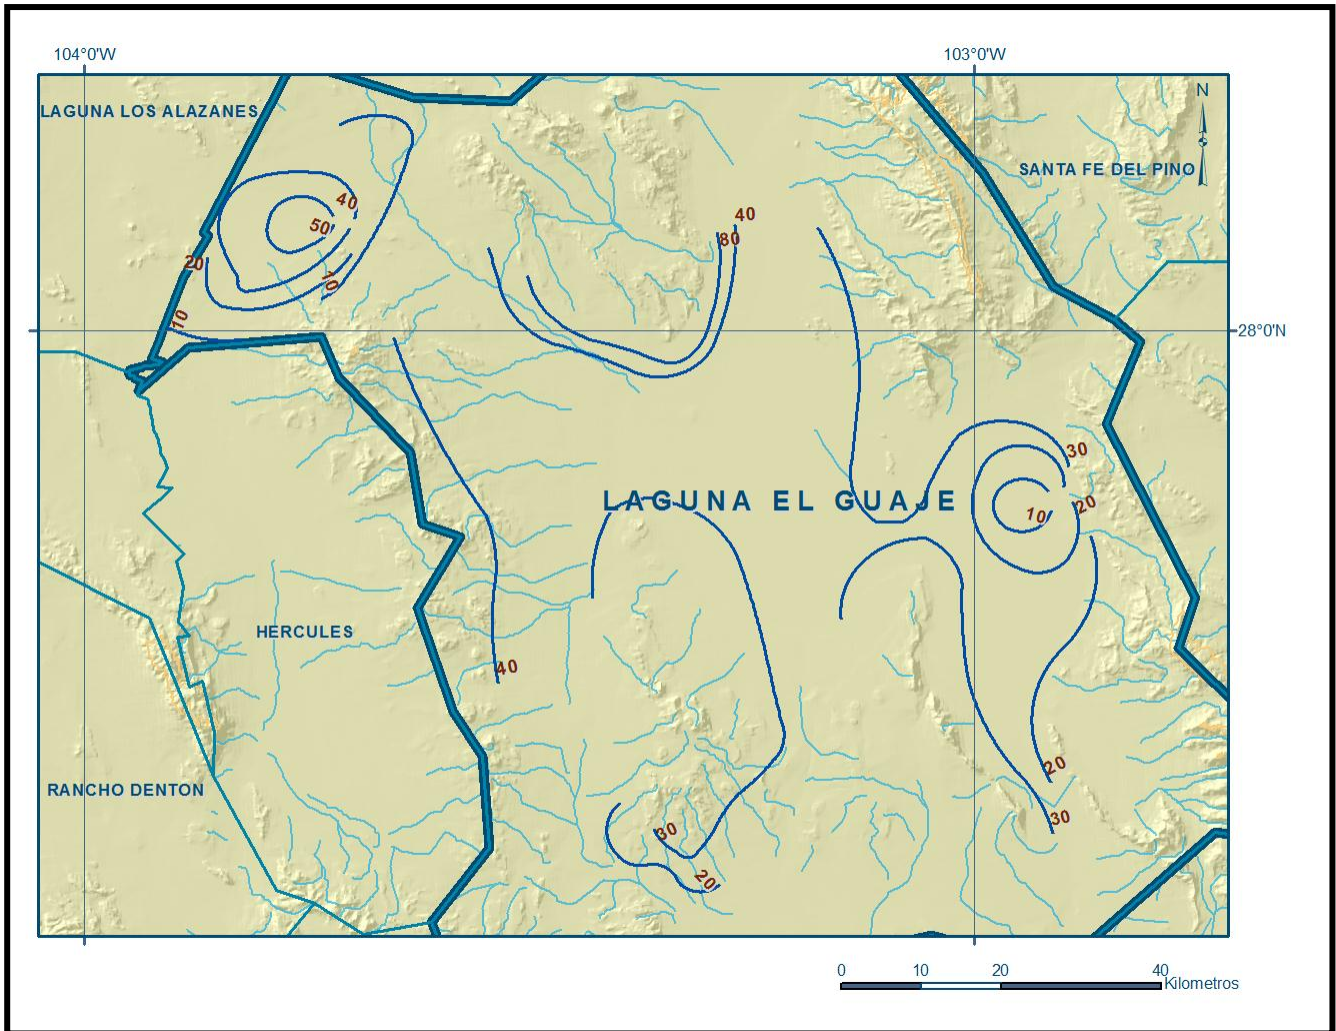 104°0'W
103°0'W
N
LAGUNA LOS ALAZANES
SANTA FE DEL PINO
40
40
50
80
20
10
10
28°0'N
30
LAGUNA EL GUAJE
20
10
HERCULES
40
20
RANCHO DENTON
30
30
20
0 10 20 40
Kilometros